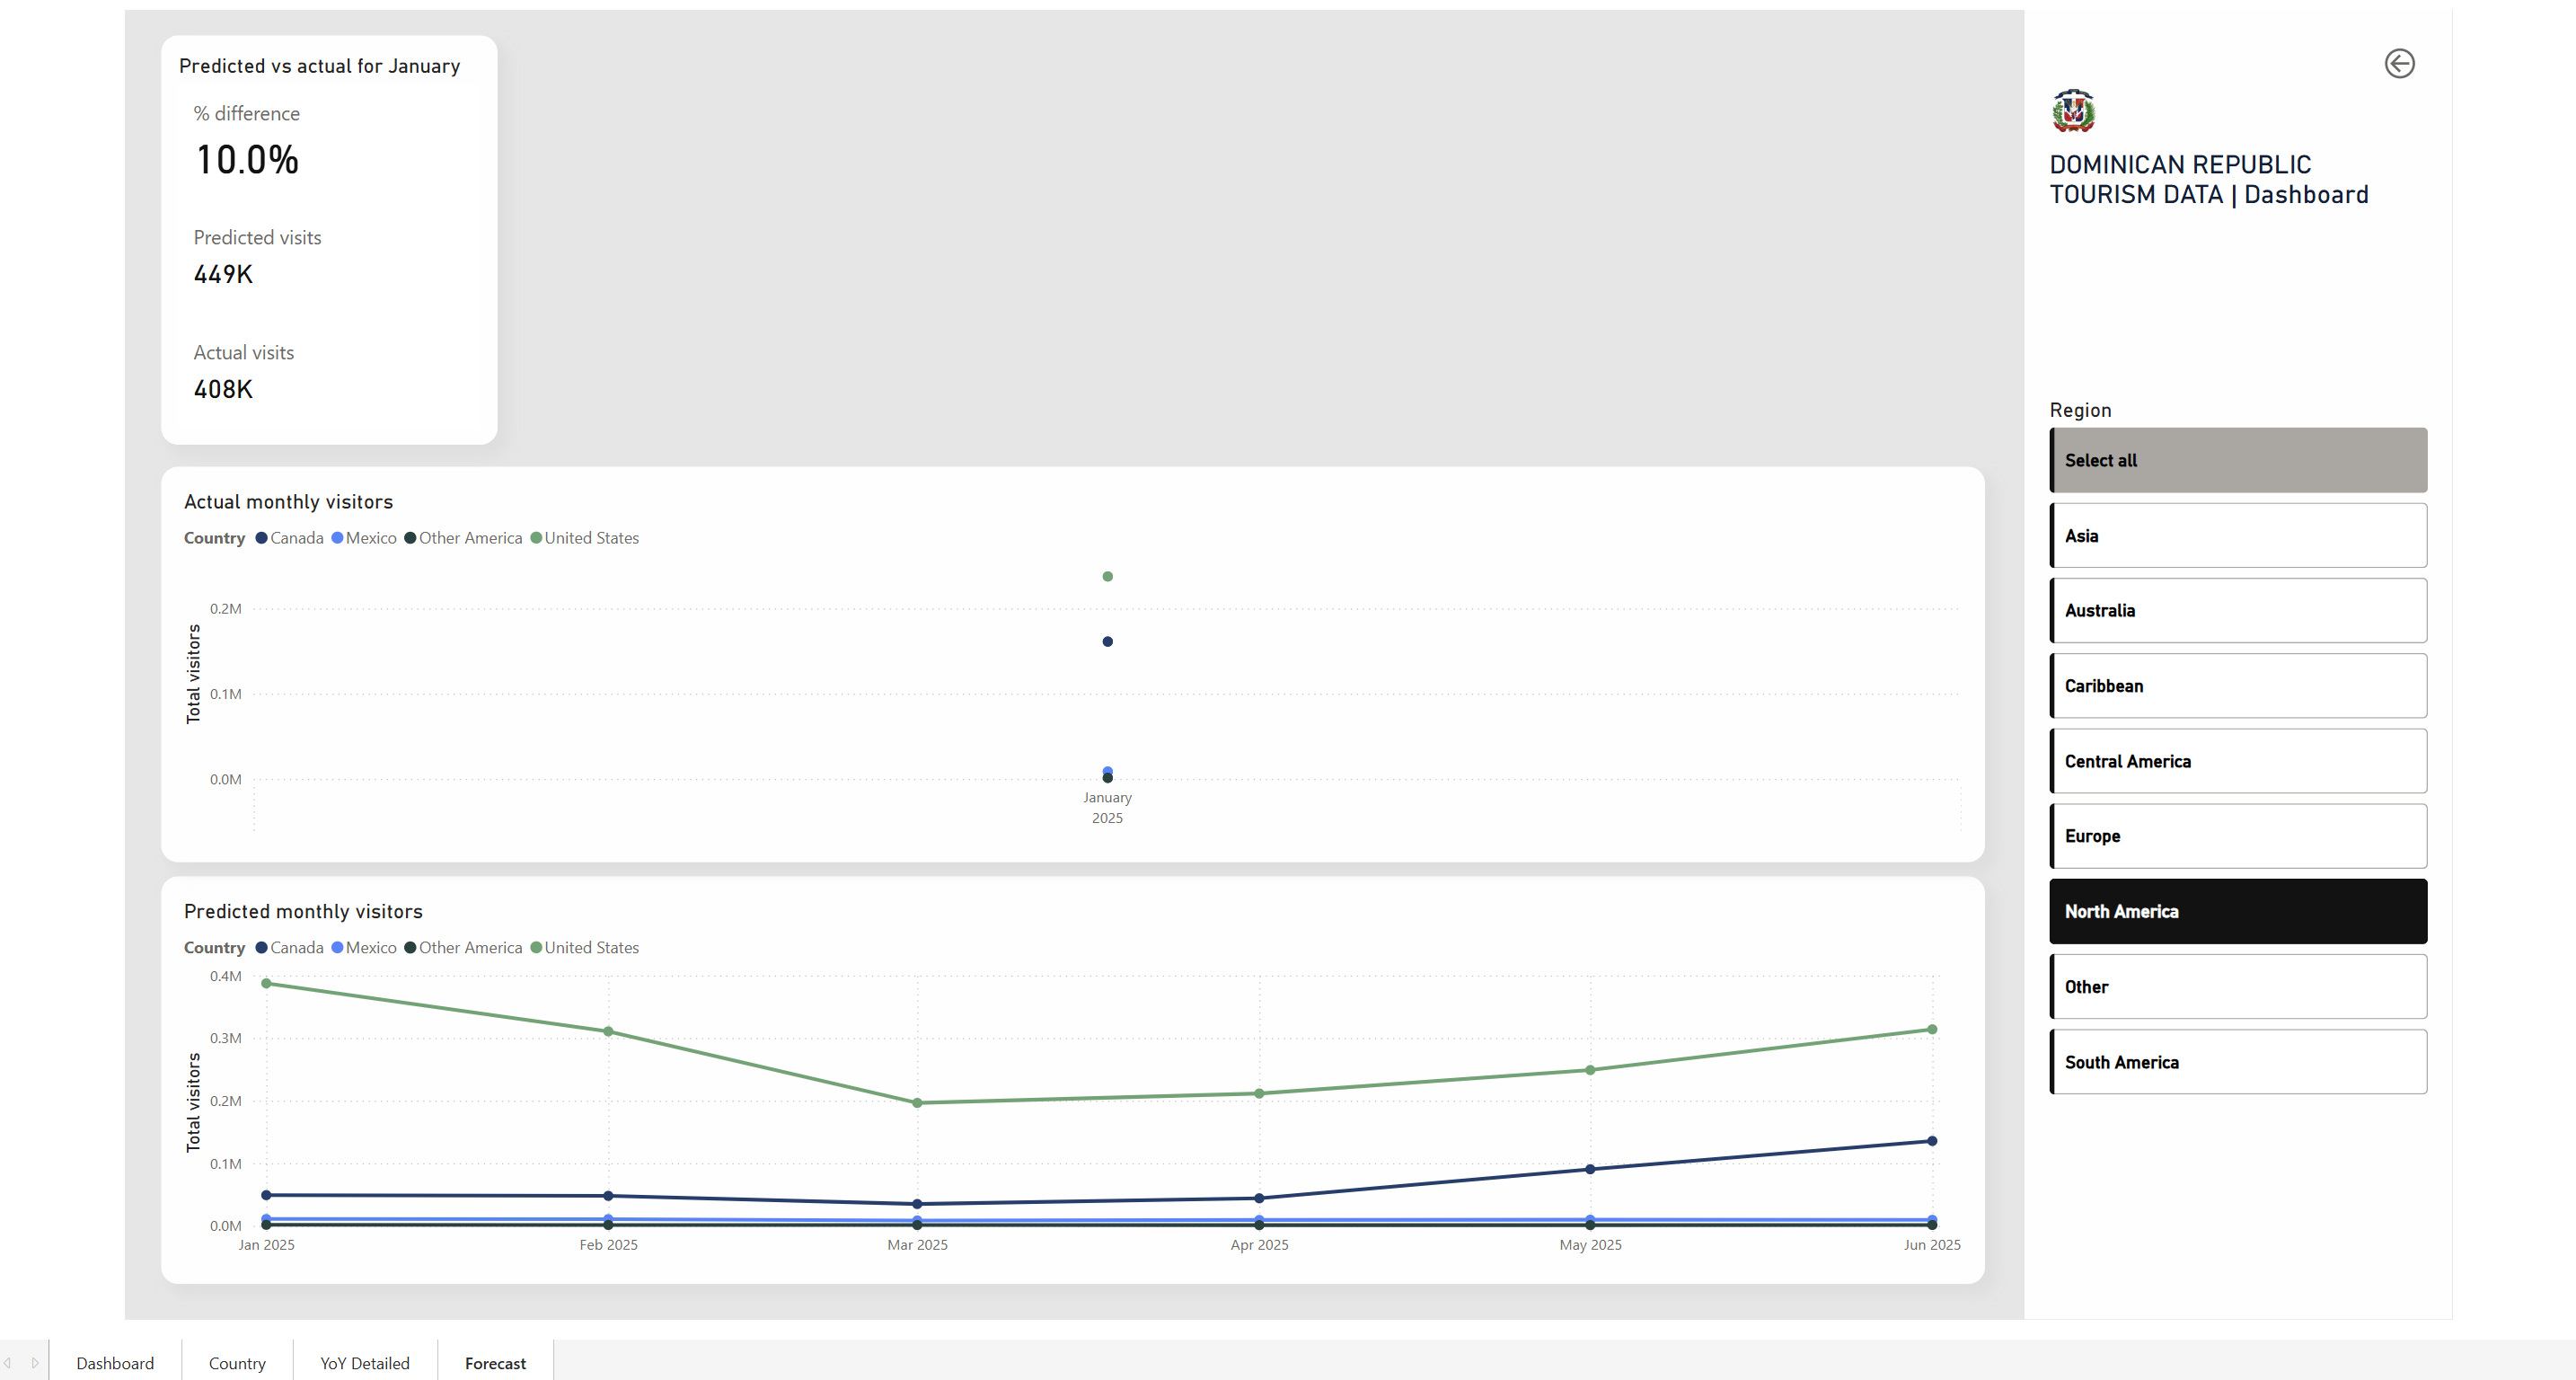 Predicted vs actual for January
% difference
10.0%
Predicted visits
449K
Actual visits
408K
Actual monthly visitors
Country Canada Mexico Other America United States
Total visitors
0.2M
0.1M
0.0M
January
2025
Predicted monthly visitors
Country Canada Mexico Other America United States
Total visitors
0.4M
0.3M
0.2M
0.1M
0.0M
Jan 2025 Feb 2025 Mar 2025 Apr 2025 May 2025 Jun 2025
DOMINICAN REPUBLIC
TOURISM DATA | Dashboard
Region
Select all
Asia
Australia
Caribbean
Central America
Europe
North America
Other
South America
Dashboard Country YoY Detailed Forecast